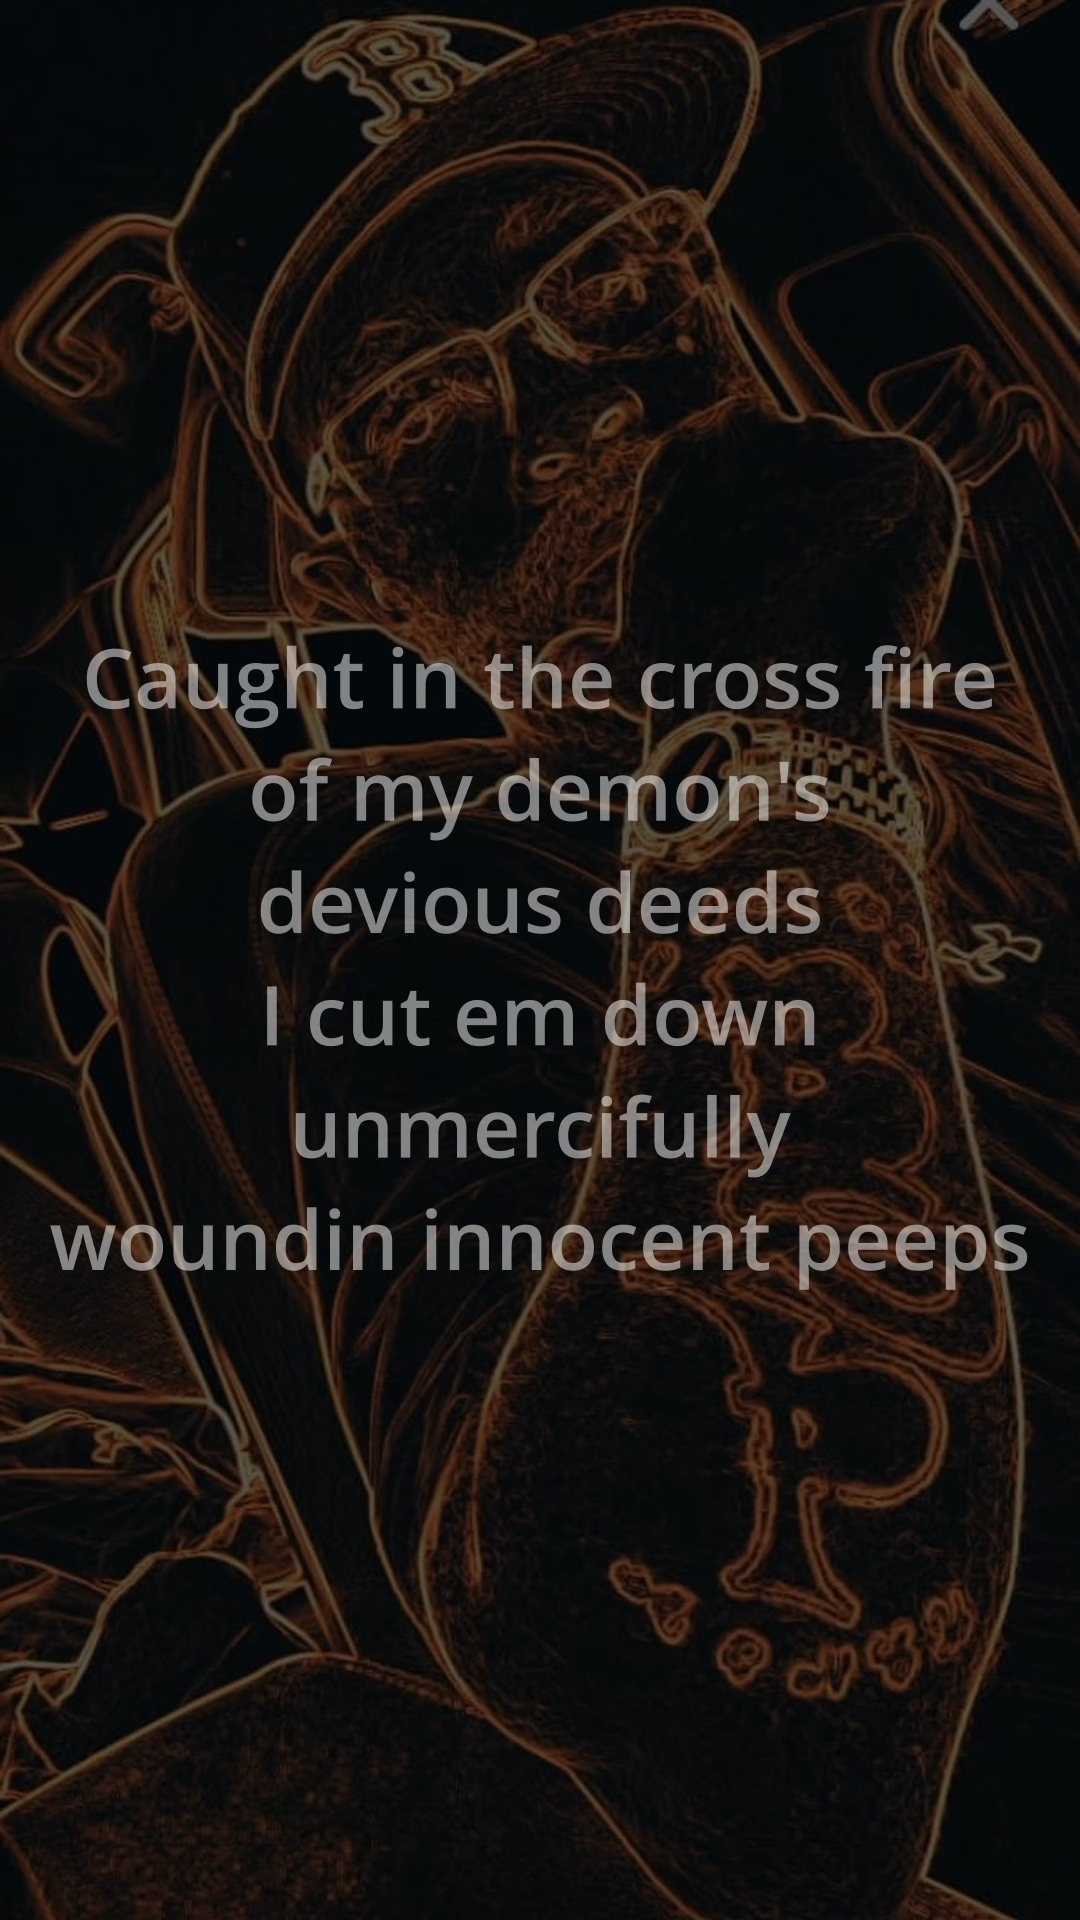 B
Caught in the cross fire
of my demon's
devious deeds
I cut em down
unmercifully
woundin innocent peeps